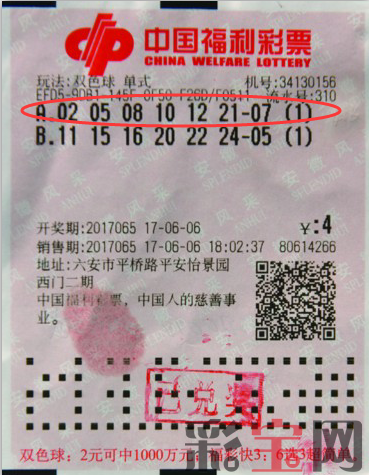 中国福利彩票
CHINA WELFARE LOTTERY
玩法:双色球 单式 机号:34130156
流水号:310
A.02 05 08 10 12 21-07 (1)
B.11 15 16 20 22 24-05 (1)
开奖期:2017065 17-06-06 ¥:4
销售期:2017065 17-06-06 18:02:37 80614266
地址:六安市平桥路平安怡景园
西门二期
中国福利彩票,中国人的慈善事
业。
已兑奖
双色球:2元可中1000万元。福彩快3:6选3超简单。
彩宝网